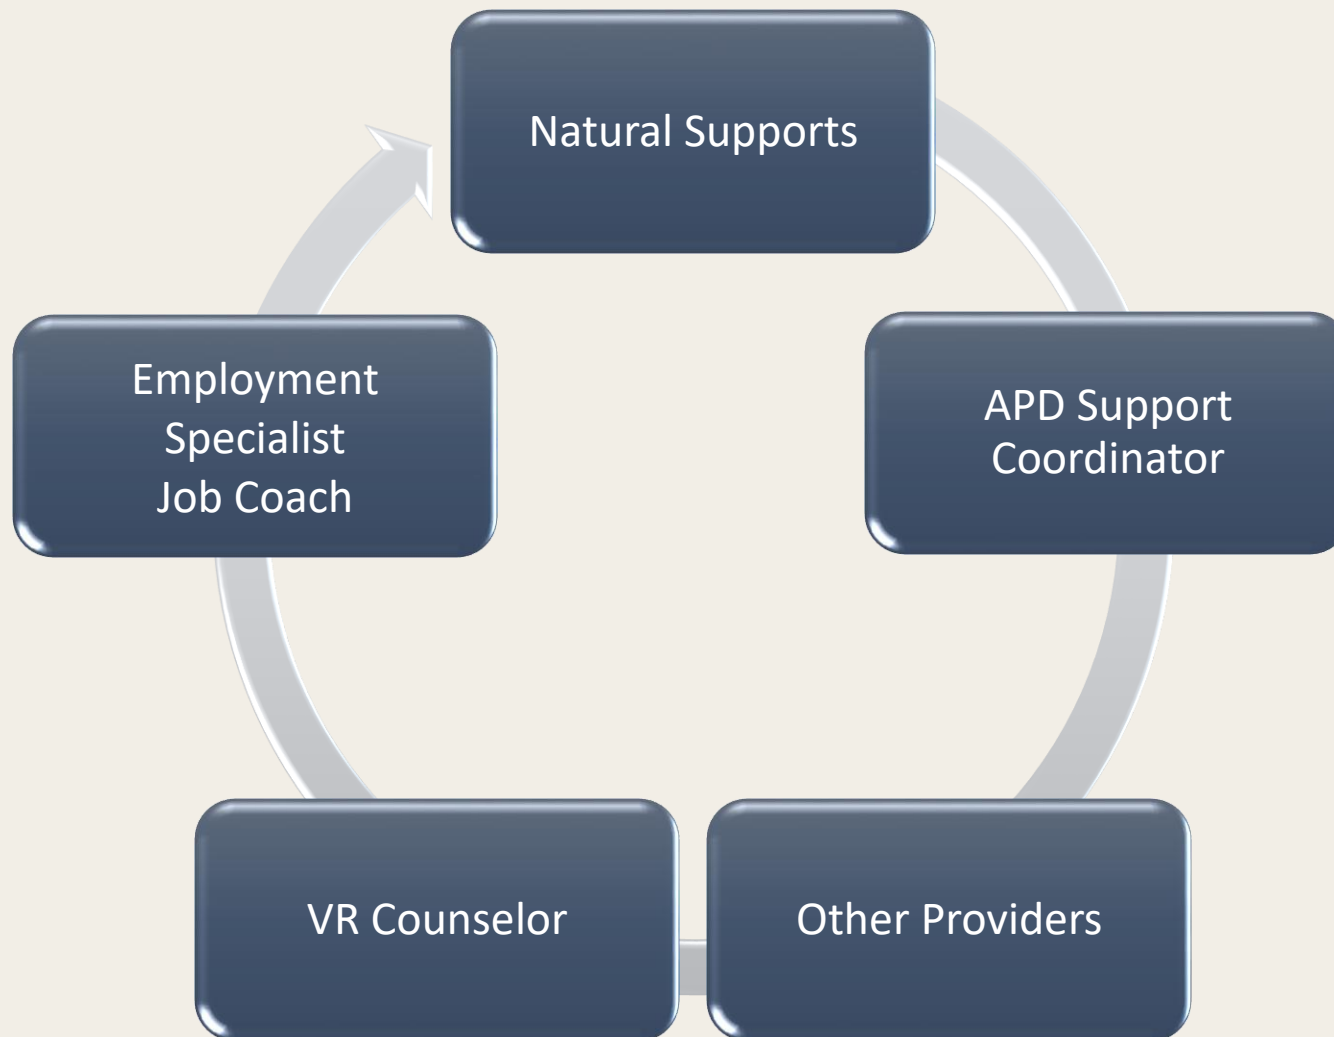 Natural Supports
APD Support
Coordinator
Other Providers
VR Counselor
Employment
Specialist
Job Coach